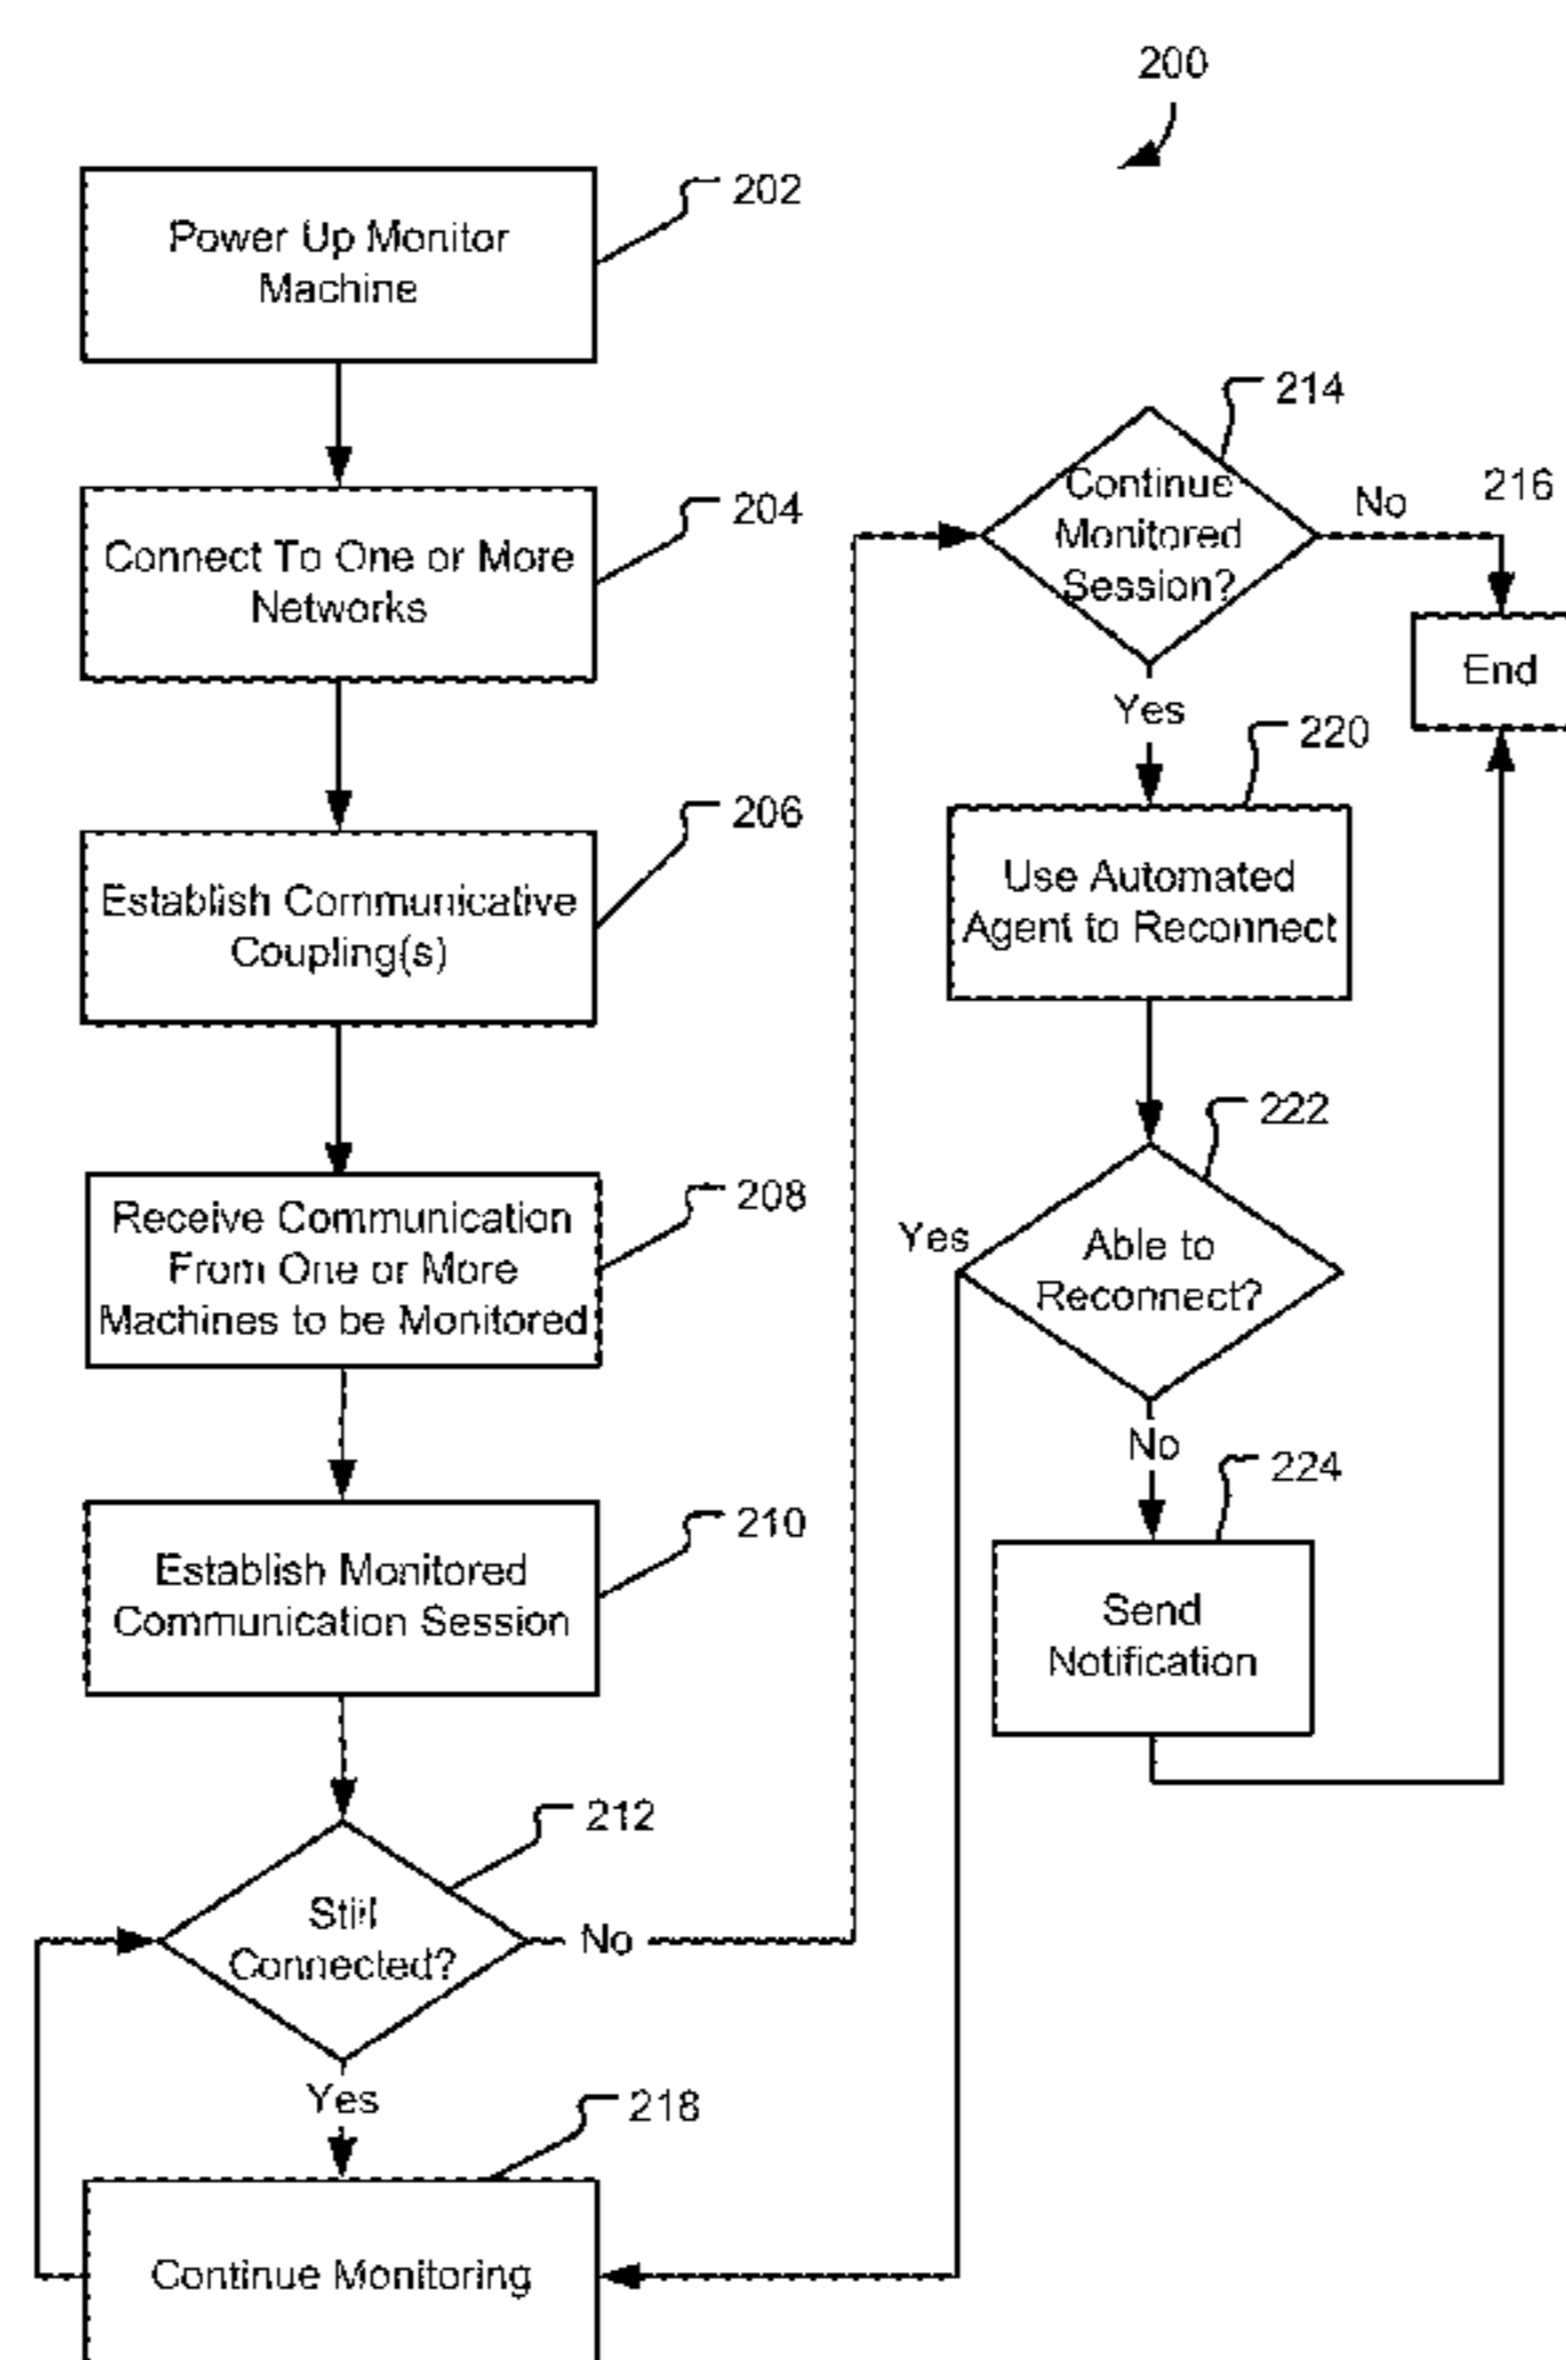 200
Power Up Monitor
Machine
202
Connect To One or More
Networks
204
Establish Communicative
Coupling(s)
206
Receive Communication
From One or More
Machines to be Monitored
208
Establish Monitored
Communication Session
210
Still
Connected?
212
No
Yes
Continue Monitoring
218
Continue
Monitored
Session?
214
No
216
End
Yes
Use Automated
Agent to Reconnect
220
Able to
Reconnect?
222
Yes
No
Send
Notification
224